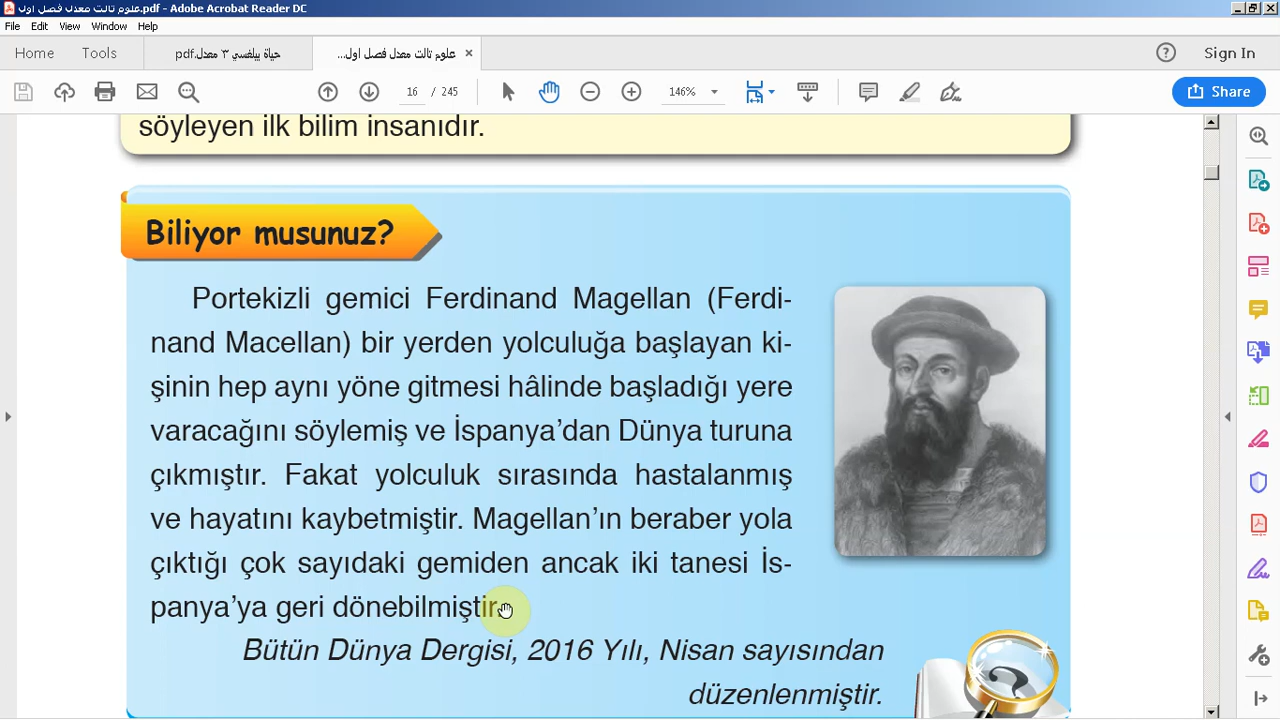 علوم تالت معدل فصل اول.pdf - Adobe Acrobat Reader DC
File Edit View Window Help
Home Tools حياة بيلغسي ٣ معدل.pdf علوم تالت معدل فصل اول... × Sign In
16 / 245 146% Share
söyleyen ilk bilim insanıdır.
Biliyor musunuz?
Portekizli gemici Ferdinand Magellan (Ferdi-
nand Macellan) bir yerden yolculuğa başlayan ki-
şinin hep aynı yöne gitmesi hâlinde başladığı yere
varacağını söylemiş ve İspanya’dan Dünya turuna
çıkmıştır. Fakat yolculuk sırasında hastalanmış
ve hayatını kaybetmiştir. Magellan’ın beraber yola
çıktığı çok sayıdaki gemiden ancak iki tanesi İs-
panya’ya geri dönebilmiştir.
Bütün Dünya Dergisi, 2016 Yılı, Nisan sayısından
düzenlenmiştir.